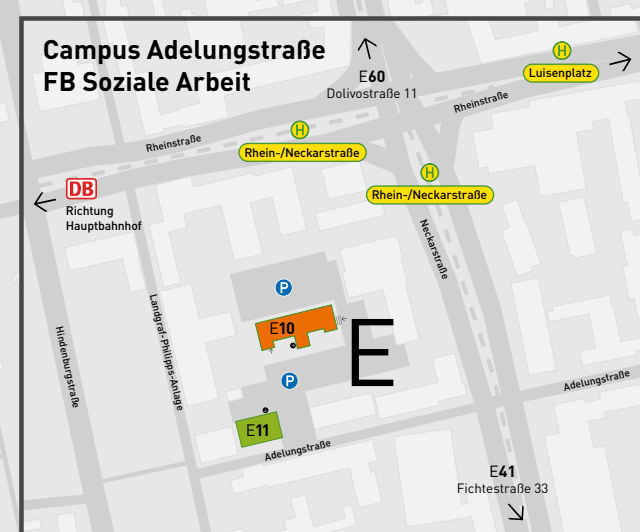 Campus Adelungstraße
FB Soziale Arbeit
E60
Dolivostraße 11
H
Luisenplatz
Rheinstraße
H
Rhein-/Neckarstraße
Rheinstraße
H
Rhein-/Neckarstraße
DB
Richtung
Hauptbahnhof
Neckarstraße
P
Landgraf-Philipps-Anlage
Hindenburgstraße
E10
E
P
Adelungstraße
E11
Adelungstraße
E41
Fichtestraße 33